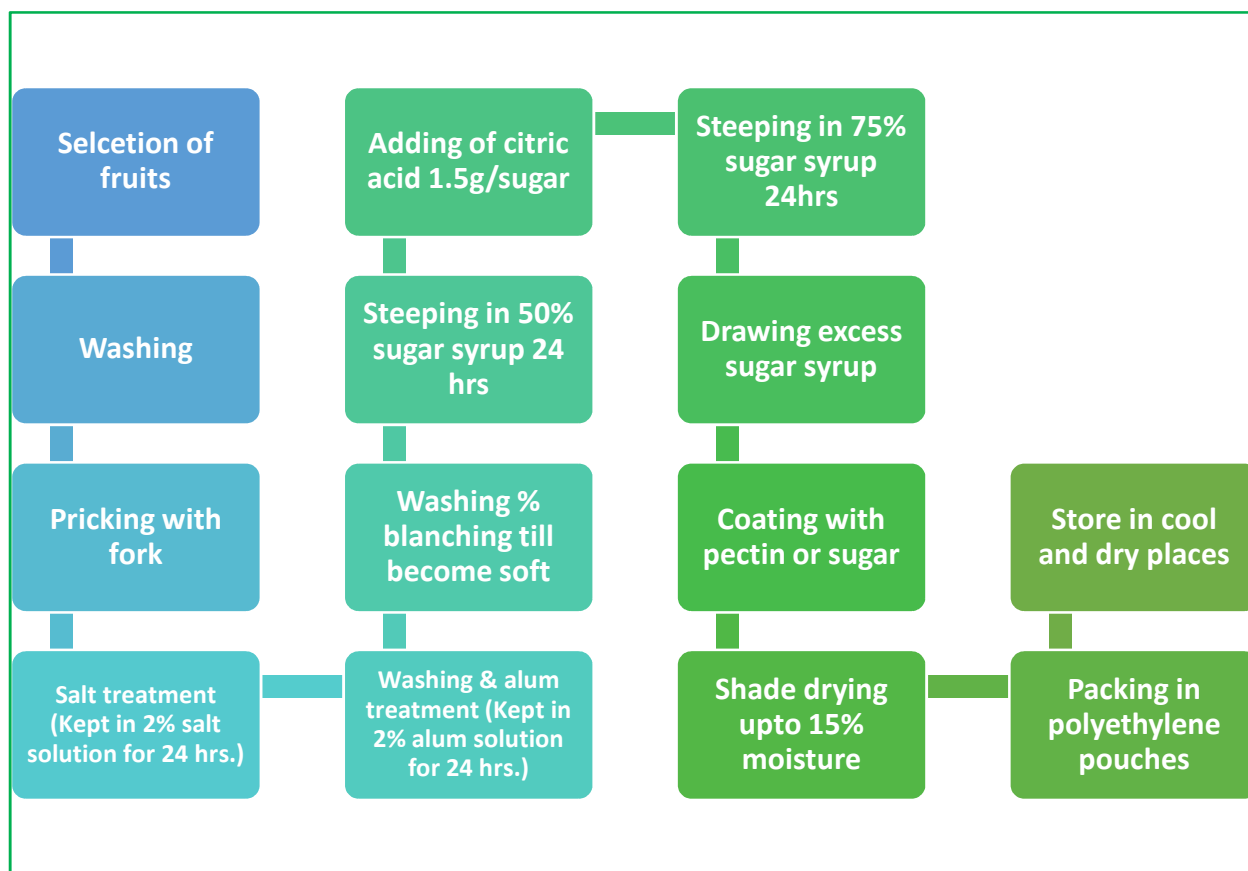 Selcetion of
fruits
Washing
Pricking with
fork
Salt treatment
(Kept in 2% salt
solution for 24 hrs.)
Washing & alum
treatment (Kept in
2% alum solution
for 24 hrs.)
Washing %
blanching till
become soft
Steeping in 50%
sugar syrup 24
hrs
Adding of citric
acid 1.5g/sugar
Steeping in 75%
sugar syrup
24hrs
Drawing excess
sugar syrup
Coating with
pectin or sugar
Shade drying
upto 15%
moisture
Packing in
polyethylene
pouches
Store in cool
and dry places